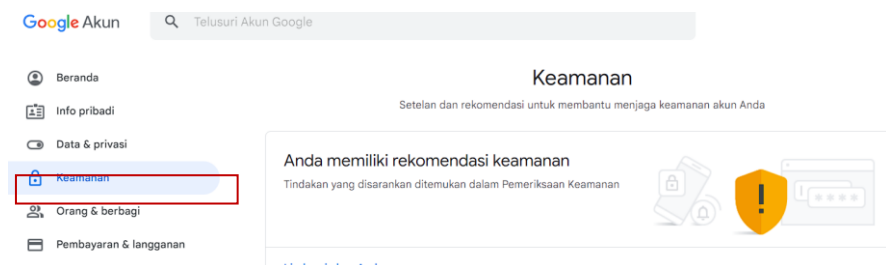 Google Akun
Telusuri Akun Google
Beranda
Info pribadi
Data & privasi
Keamanan
Orang & berbagi
Pembayaran & langganan
Keamanan
Setelan dan rekomendasi untuk membantu menjaga keamanan akun Anda
Anda memiliki rekomendasi keamanan
Tindakan yang disarankan ditemukan dalam Pemeriksaan Keamanan